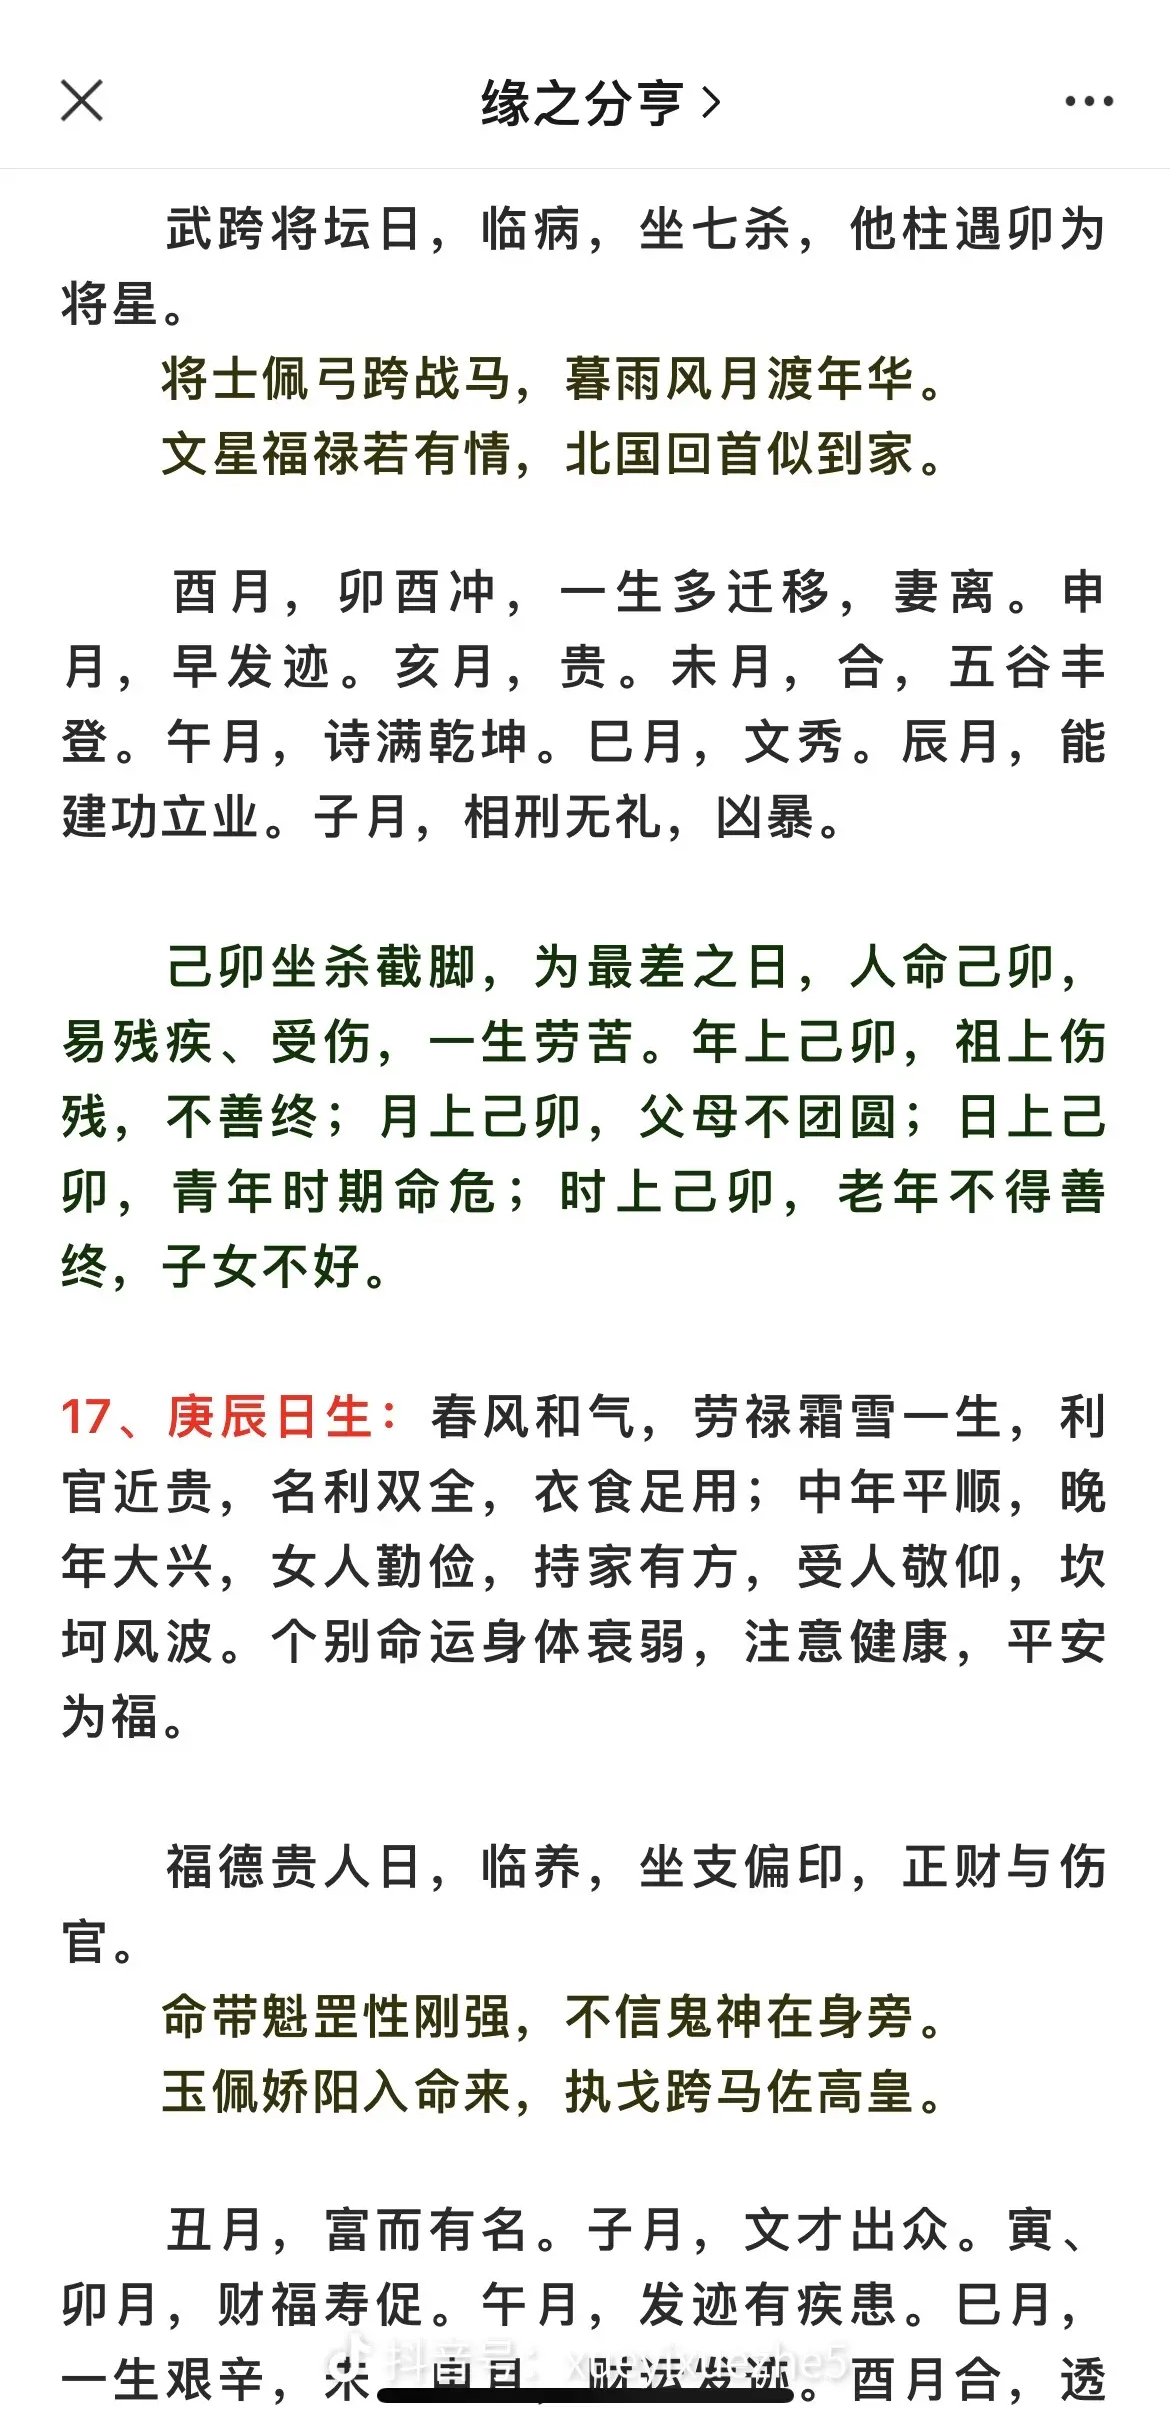 缘之分亨
武跨将坛日，临病，坐七杀，他柱遇卯为
将星。
将士佩弓跨战马，暮雨风月渡年华。
文星福禄若有情，北国回首似到家。
酉月，卯酉冲，一生多迁移，妻离。申
月，早发迹。亥月，贵。未月，合，五谷丰
登。午月，诗满乾坤。巳月，文秀。辰月，能
建功立业。子月，相刑无礼，凶暴。
己卯坐杀截脚，为最差之日，人命己卯，
易残疾、受伤，一生劳苦。年上己卯，祖上伤
残，不善终；月上己卯，父母不团圆；日上己
卯，青年时期命危；时上己卯，老年不得善
终，子女不好。
17、庚辰日生：春风和气，劳禄霜雪一生，利
官近贵，名利双全，衣食足用；中年平顺，晚
年大兴，女人勤俭，持家有方，受人敬仰，坎
坷风波。个别命运身体衰弱，注意健康，平安
为福。
福德贵人日，临养，坐支偏印，正财与伤
官。
命带魁罡性刚强，不信鬼神在身旁。
玉佩娇阳入命来，执戈跨马佐高皇。
丑月，富而有名。子月，文才出众。寅、
卯月，财福寿促。午月，发迹有疾患。巳月，
一生艰辛，未、申月，财运发迹。酉月合，透
抖音号：xueyixuezhe5